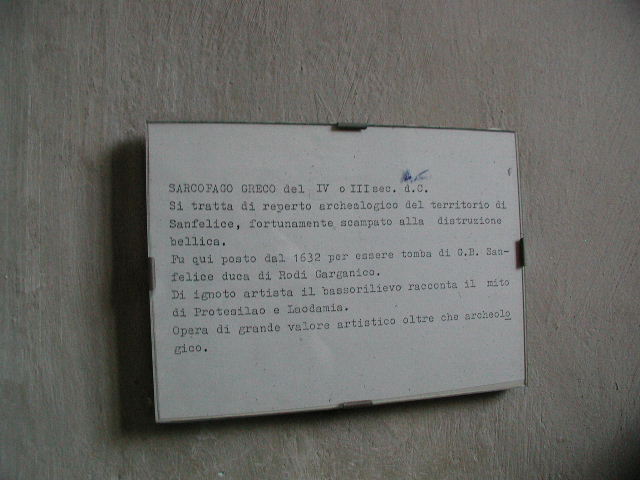 SARCOFAGO GRECO del IV o III sec. d.C.
Si tratta di reperto archealogico del territorio di
Sanfelice, fortunamente scampato alla distruzione
bellica.
Fu qui posto dal 1632 per essere tomba di G.B. San-
felice duca di Rodi Garganico.
Di ignoto artista il bassorilievo racconta il mito
di Protesilao e Laodamia.
Opera di grande valore artistico oltre che archeolo
gico.